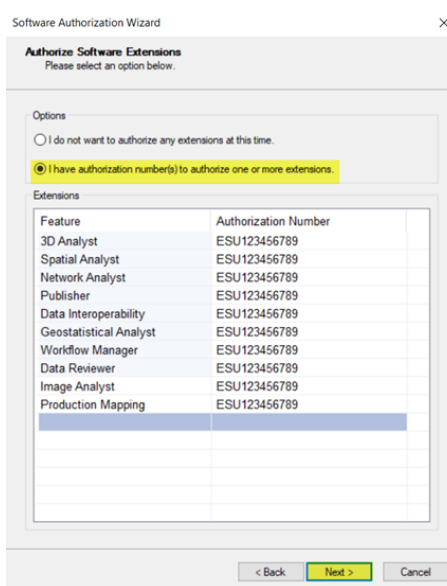 Software Authorization Wizard
Authorize Software Extensions
Please select an option below.
Options
I do not want to authorize any extensions at this time.
I have authorization number(s) to authorize one or more extensions.
Extensions
Feature Authorization Number
3D Analyst ESU123456789
Spatial Analyst ESU123456789
Network Analyst ESU123456789
Publisher ESU123456789
Data Interoperability ESU123456789
Geostatistical Analyst ESU123456789
Workflow Manager ESU123456789
Data Reviewer ESU123456789
Image Analyst ESU123456789
Production Mapping ESU123456789
< Back Next > Cancel